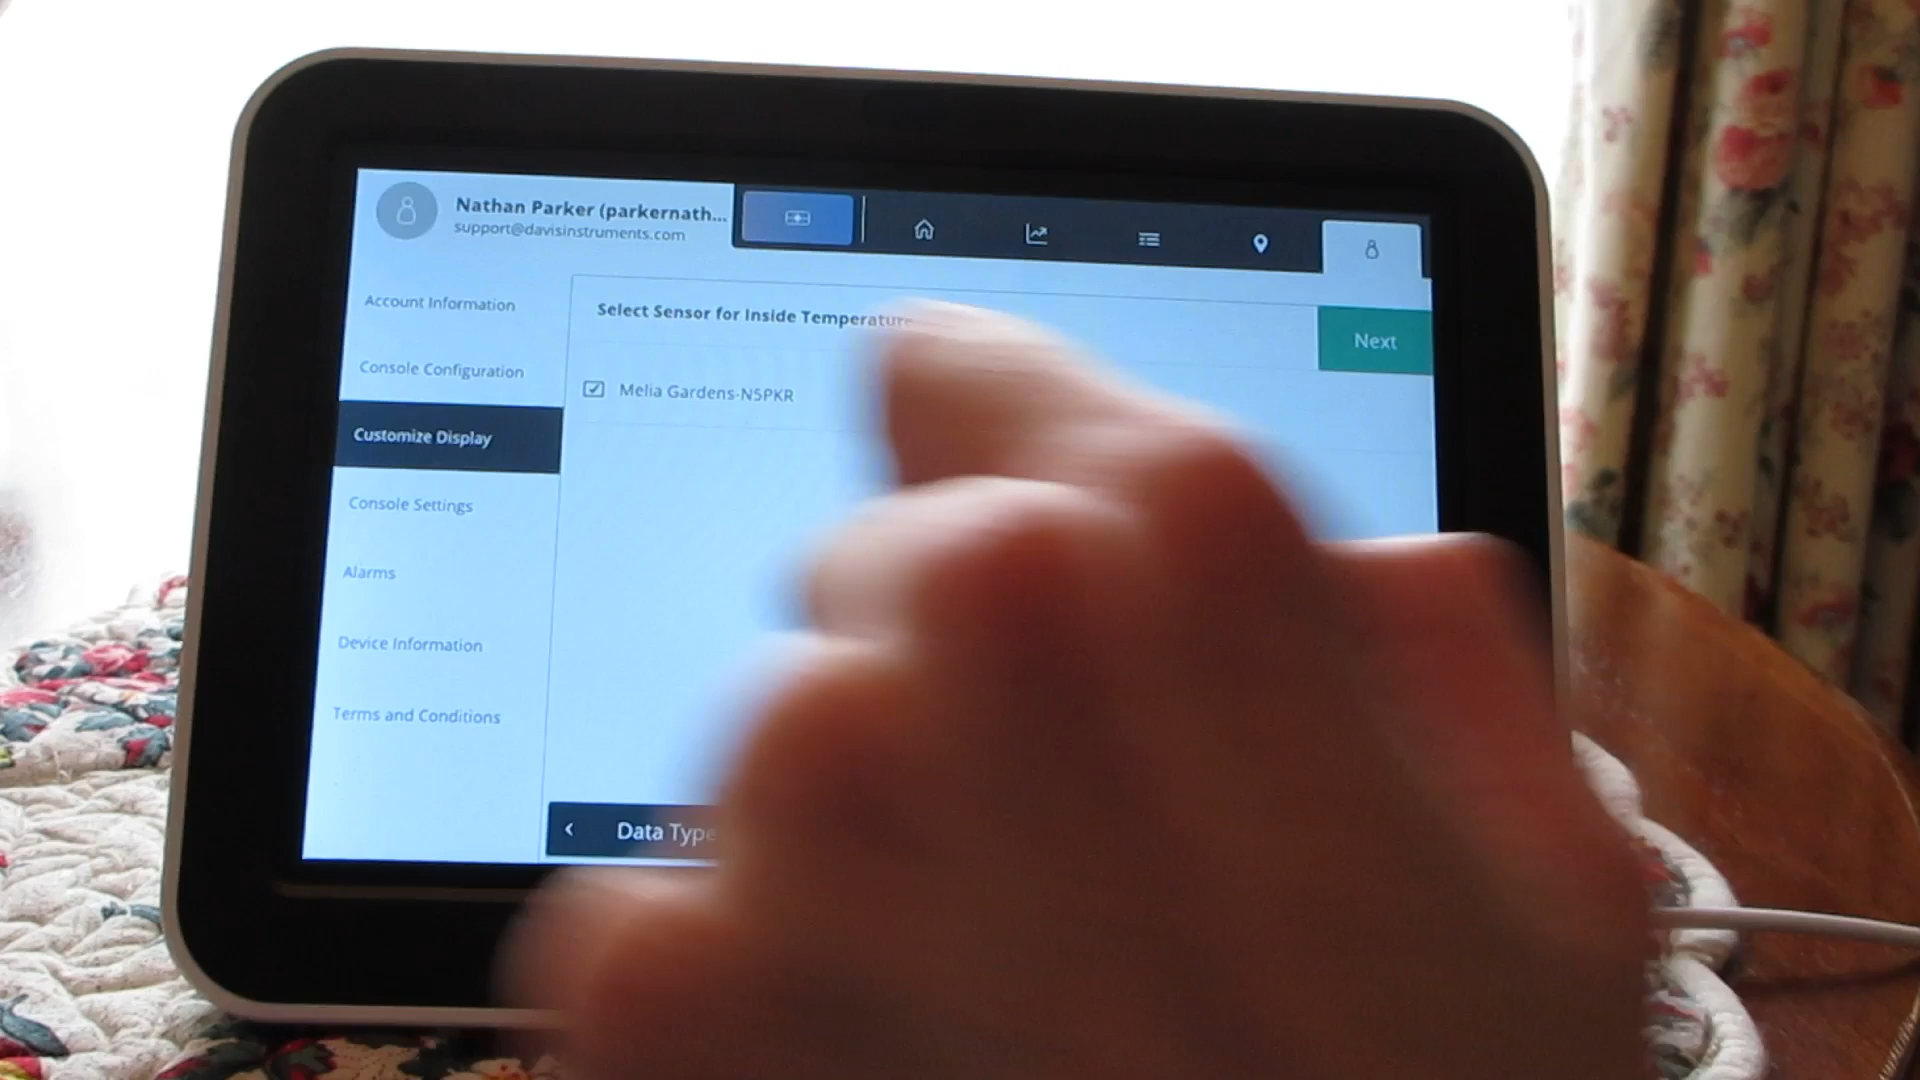 Nathan Parker (parkernath...
support@davisinstruments.com
Account Information
Console Configuration
Customize Display
Console Settings
Alarms
Device Information
Terms and Conditions
Select Sensor for Inside Temperature
Next
Melia Gardens-N5PKR
Data Type